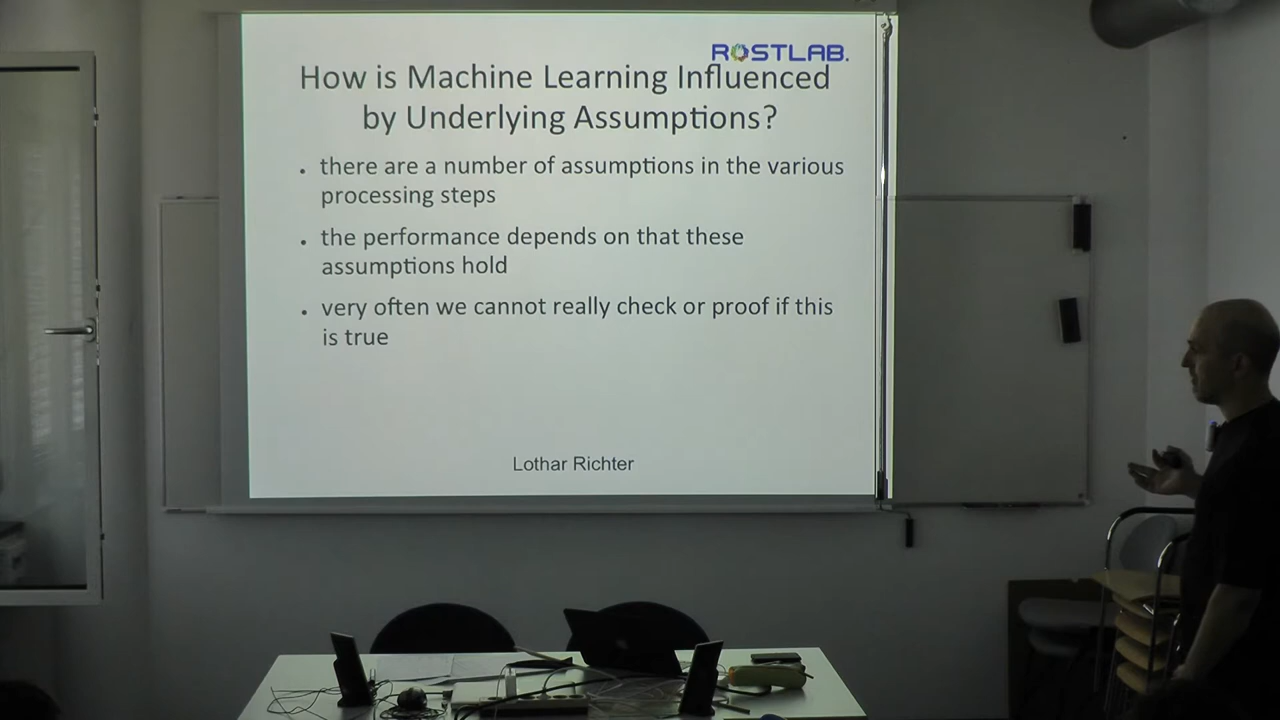 ROSTLAB.
How is Machine Learning Influenced
by Underlying Assumptions?
• there are a number of assumptions in the various
processing steps
• the performance depends on that these
assumptions hold
• very often we cannot really check or proof if this
is true
Lothar Richter